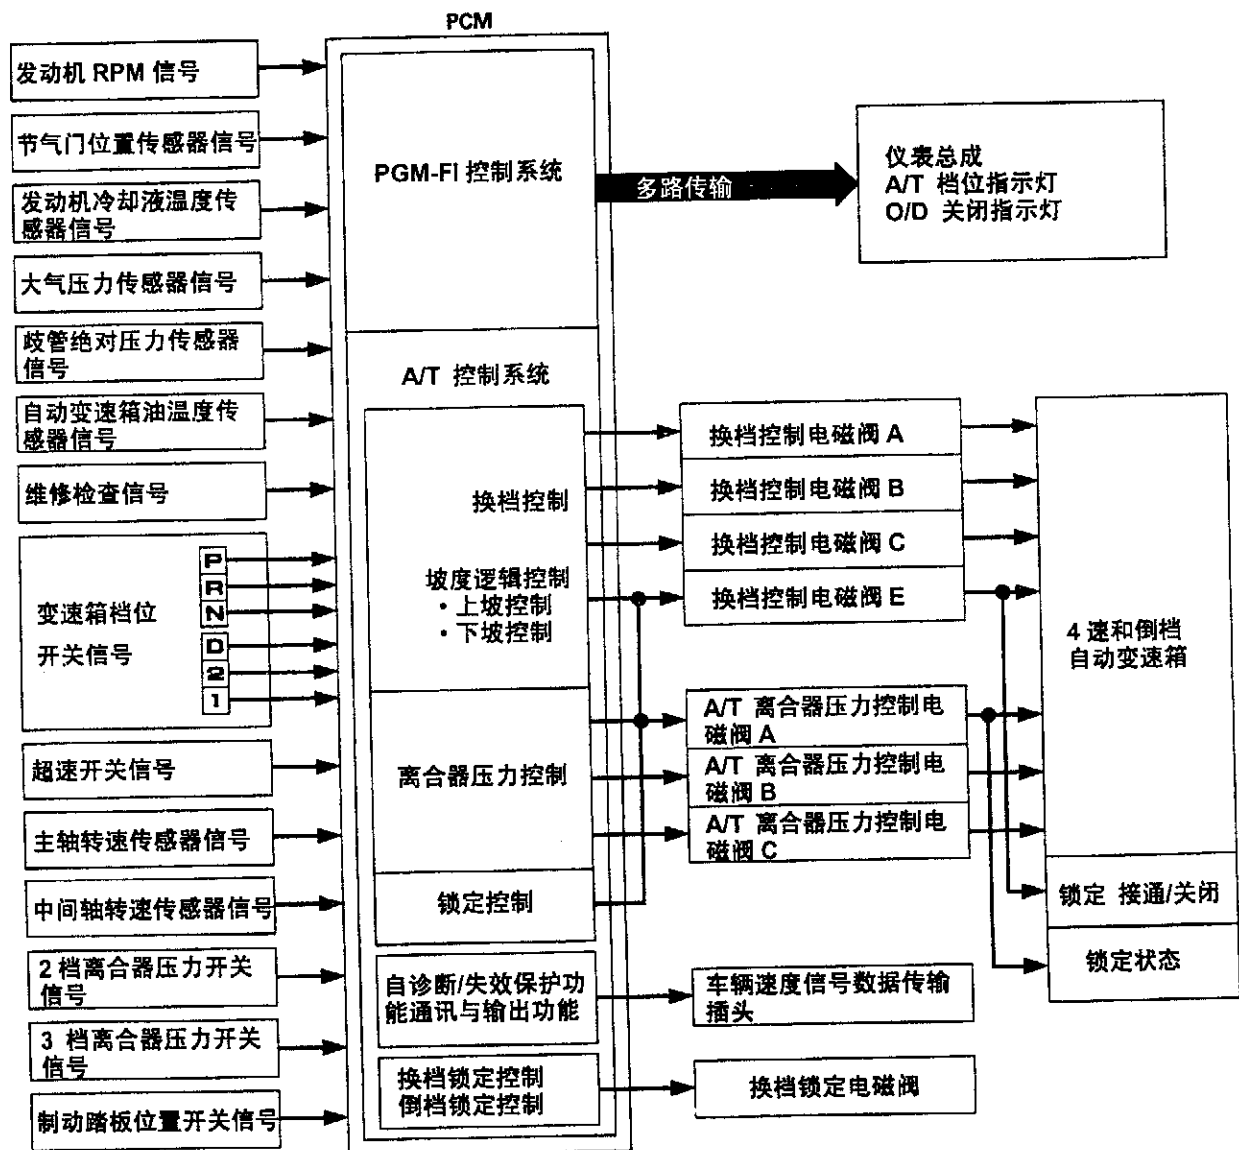 PCM
发动机 RPM 信号
节气门位置传感器信号
发动机冷却液温度传
感器信号
大气压力传感器信号
歧管绝对压力传感器
信号
自动变速箱油温度传
感器信号
维修检查信号
变速箱档位
开关信号
P
R
N
D
2
1
超速开关信号
主轴转速传感器信号
中间轴转速传感器信号
2 档离合器压力开关
信号
3 档离合器压力开关
信号
制动踏板位置开关信号
PGM-FI 控制系统
A/T 控制系统
换档控制
坡度逻辑控制
·上坡控制
·下坡控制
离合器压力控制
锁定控制
自诊断/失效保护功
能通讯与输出功能
换档锁定控制
倒档锁定控制
多路传输
仪表总成
A/T 档位指示灯
O/D 关闭指示灯
换档控制电磁阀 A
换档控制电磁阀 B
换档控制电磁阀 C
换档控制电磁阀 E
A/T 离合器压力控制电
磁阀 A
A/T 离合器压力控制电
磁阀 B
A/T 离合器压力控制电
磁阀 C
车辆速度信号数据传输
插头
换档锁定电磁阀
4 速和倒档
自动变速箱
锁定 接通/关闭
锁定状态